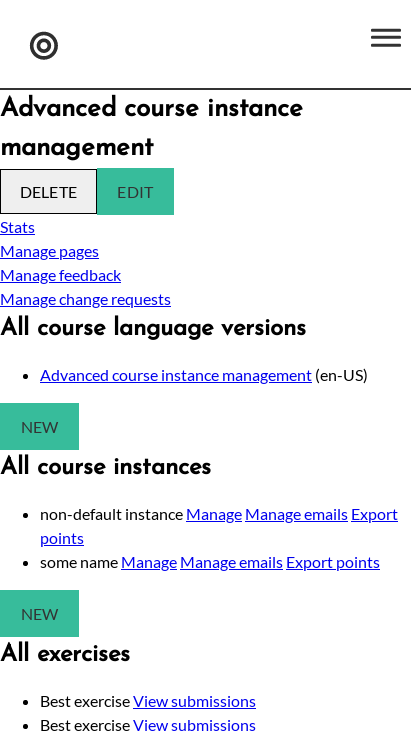 Advanced course instance
management
DELETE EDIT
Stats
Manage pages
Manage feedback
Manage change requests
All course language versions
Advanced course instance management (en-US)
NEW
All course instances
non-default instance Manage Manage emails Export
points
some name Manage Manage emails Export points
NEW
All exercises
Best exercise View submissions
Best exercise View submissions